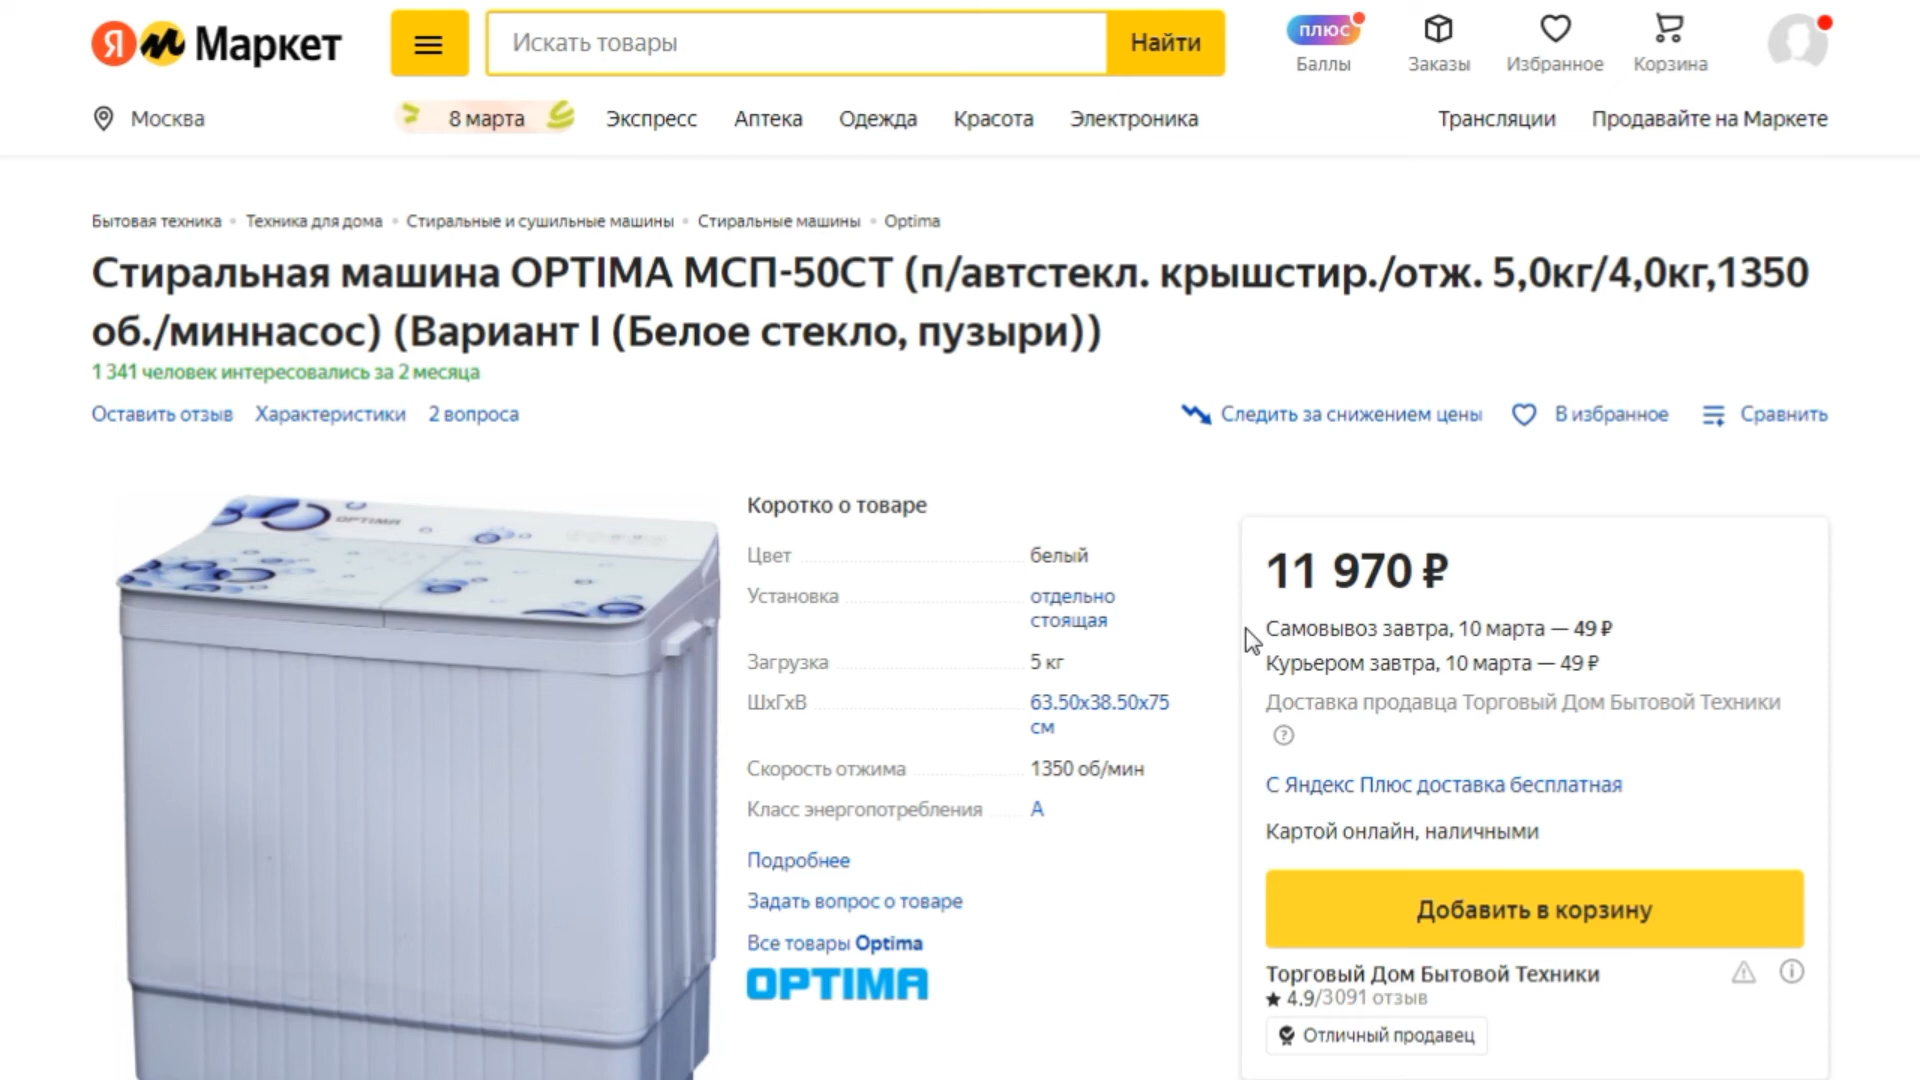 Я Маркет
Искать товары
Найти
плюс
Баллы
Заказы
Избранное
Корзина
Москва
8 марта
Экспресс
Аптека
Одежда
Красота
Электроника
Трансляции
Продавайте на Маркете
Бытовая техника • Техника для дома • Стиральные и сушильные машины • Стиральные машины • Optima
Стиральная машина OPTIMA МСП-50СТ (п/автстекл. крышстир./отж. 5,0кг/4,0кг,1350
об./миннасос) (Вариант I (Белое стекло, пузыри))
1 341 человек интересовались за 2 месяца
Оставить отзыв
Характеристики
2 вопроса
Следить за снижением цены
В избранное
Сравнить
OPTIMA
Коротко о товаре
Цвет белый
Установка отдельно
стоящая
Загрузка 5 кг
ШхГхВ 63.50х38.50х75
см
Скорость отжима 1350 об/мин
Класс энергопотребления A
Подробнее
Задать вопрос о товаре
Все товары Optima
OPTIMA
11 970 ₽
Самовывоз завтра, 10 марта — 49 ₽
Курьером завтра, 10 марта — 49 ₽
Доставка продавца Торговый Дом Бытовой Техники
?
С Яндекс Плюс доставка бесплатная
Картой онлайн, наличными
Добавить в корзину
Торговый Дом Бытовой Техники
★ 4.9/3091 отзыв
Отличный продавец